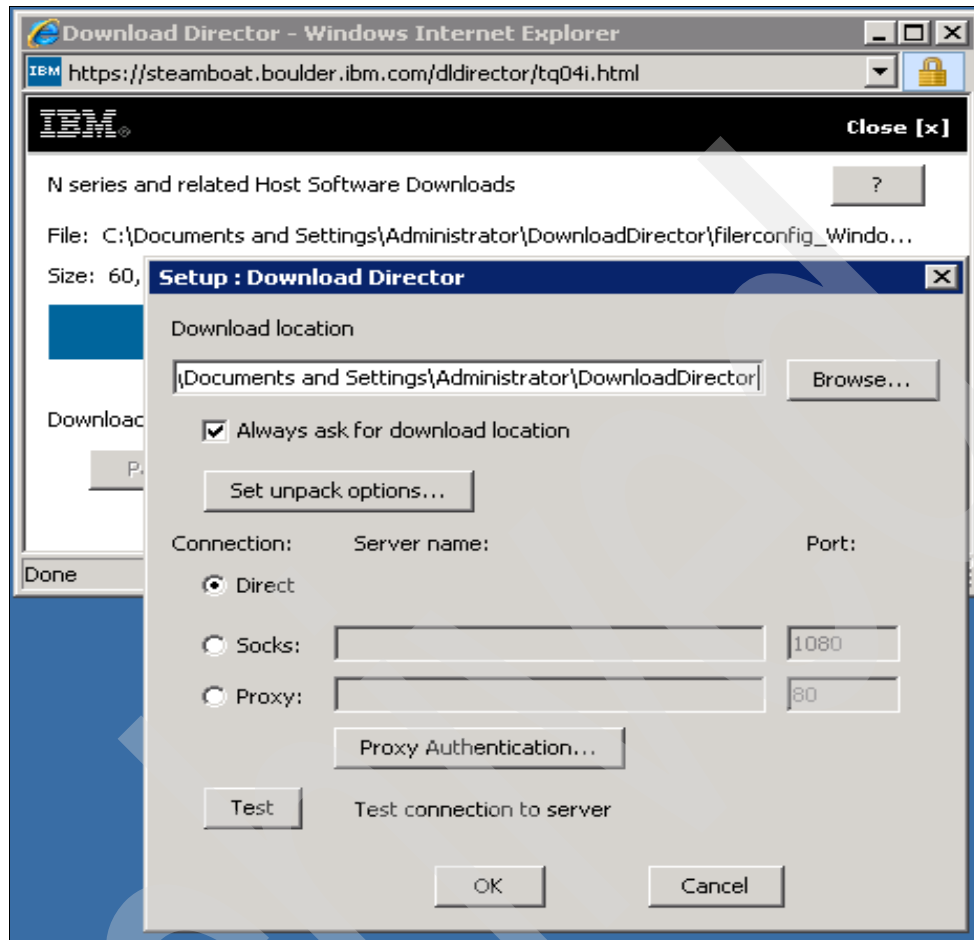 Download Director - Windows Internet Explorer
IBM https://steamboat.boulder.ibm.com/dldirector/tq04i.html
IBM® Close [x]
N series and related Host Software Downloads ?
File: C:\Documents and Settings\Administrator\DownloadDirector\filerconfig_Windo...
Size: 60,
Setup : Download Director
Download location
\Documents and Settings\Administrator\DownloadDirector Browse...
Downloac
Always ask for download location
Set unpack options...
Connection: Server name: Port:
Done
Direct
Socks: 1080
Proxy: 80
Proxy Authentication...
Test Test connection to server
OK Cancel